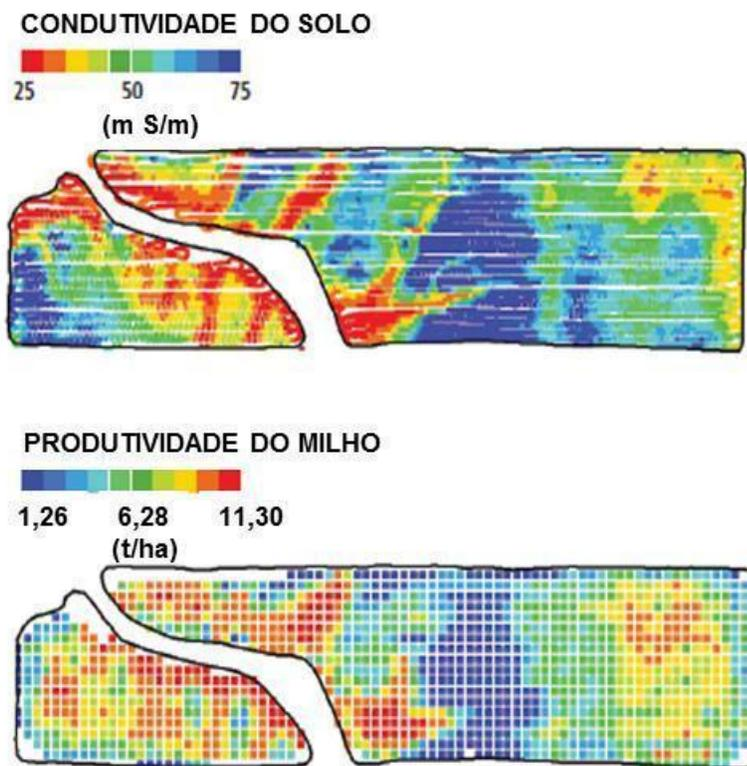 CONDUTIVIDADE DO SOLO
25 50 75
(m S/m)
PRODUTIVIDADE DO MILHO
1,26 6,28 11,30
(t/ha)